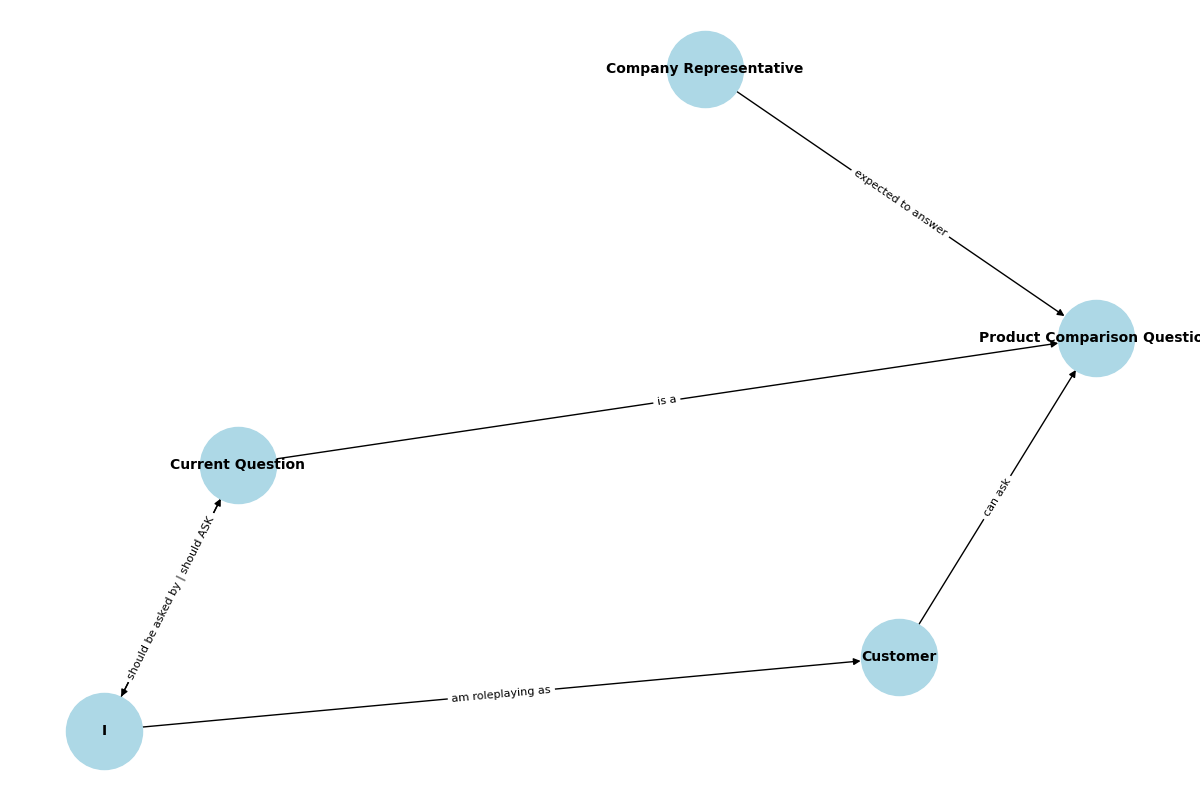 Company Representative
expected to answer
Product Comparison Questic
is a
Current Question
can ask
should be asked by | should ASK
Customer
am roleplaying as
I